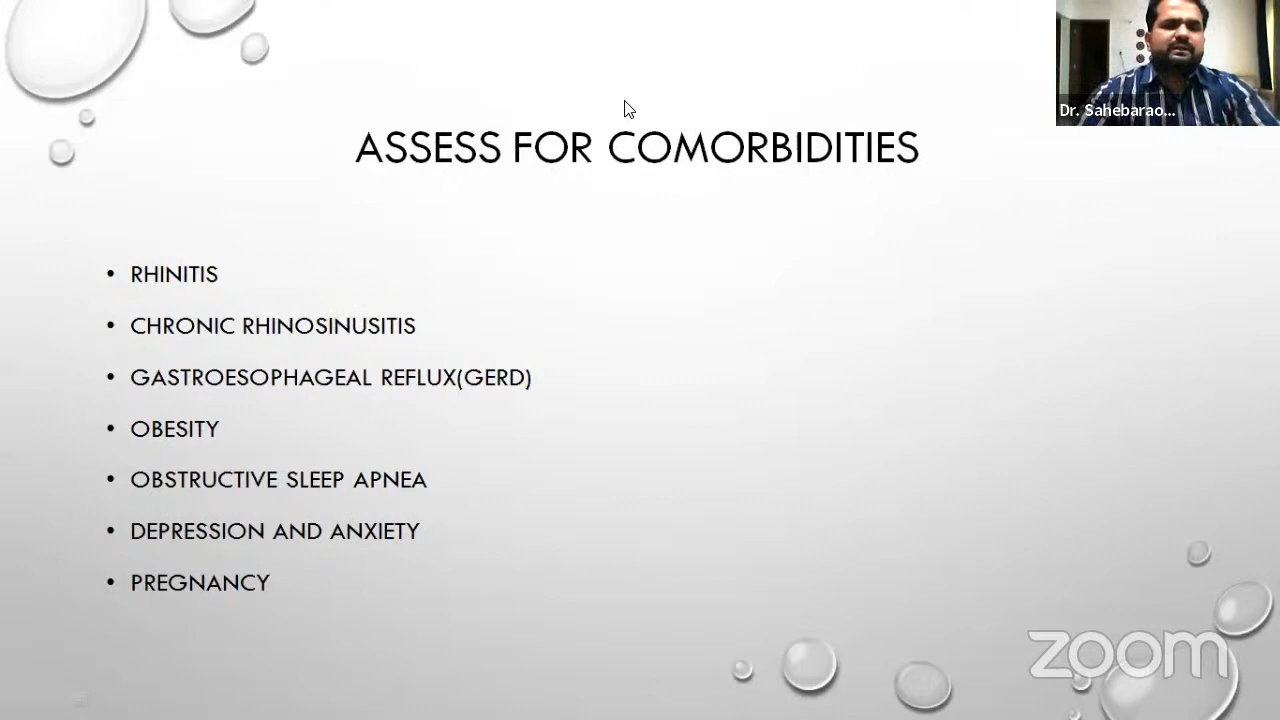 Dr. Sahebarao...
ASSESS FOR COMORBIDITIES
• RHINITIS
• CHRONIC RHINOSINUSITIS
• GASTROESOPHAGEAL REFLUX(GERD)
• OBESITY
• OBSTRUCTIVE SLEEP APNEA
• DEPRESSION AND ANXIETY
• PREGNANCY
zoom